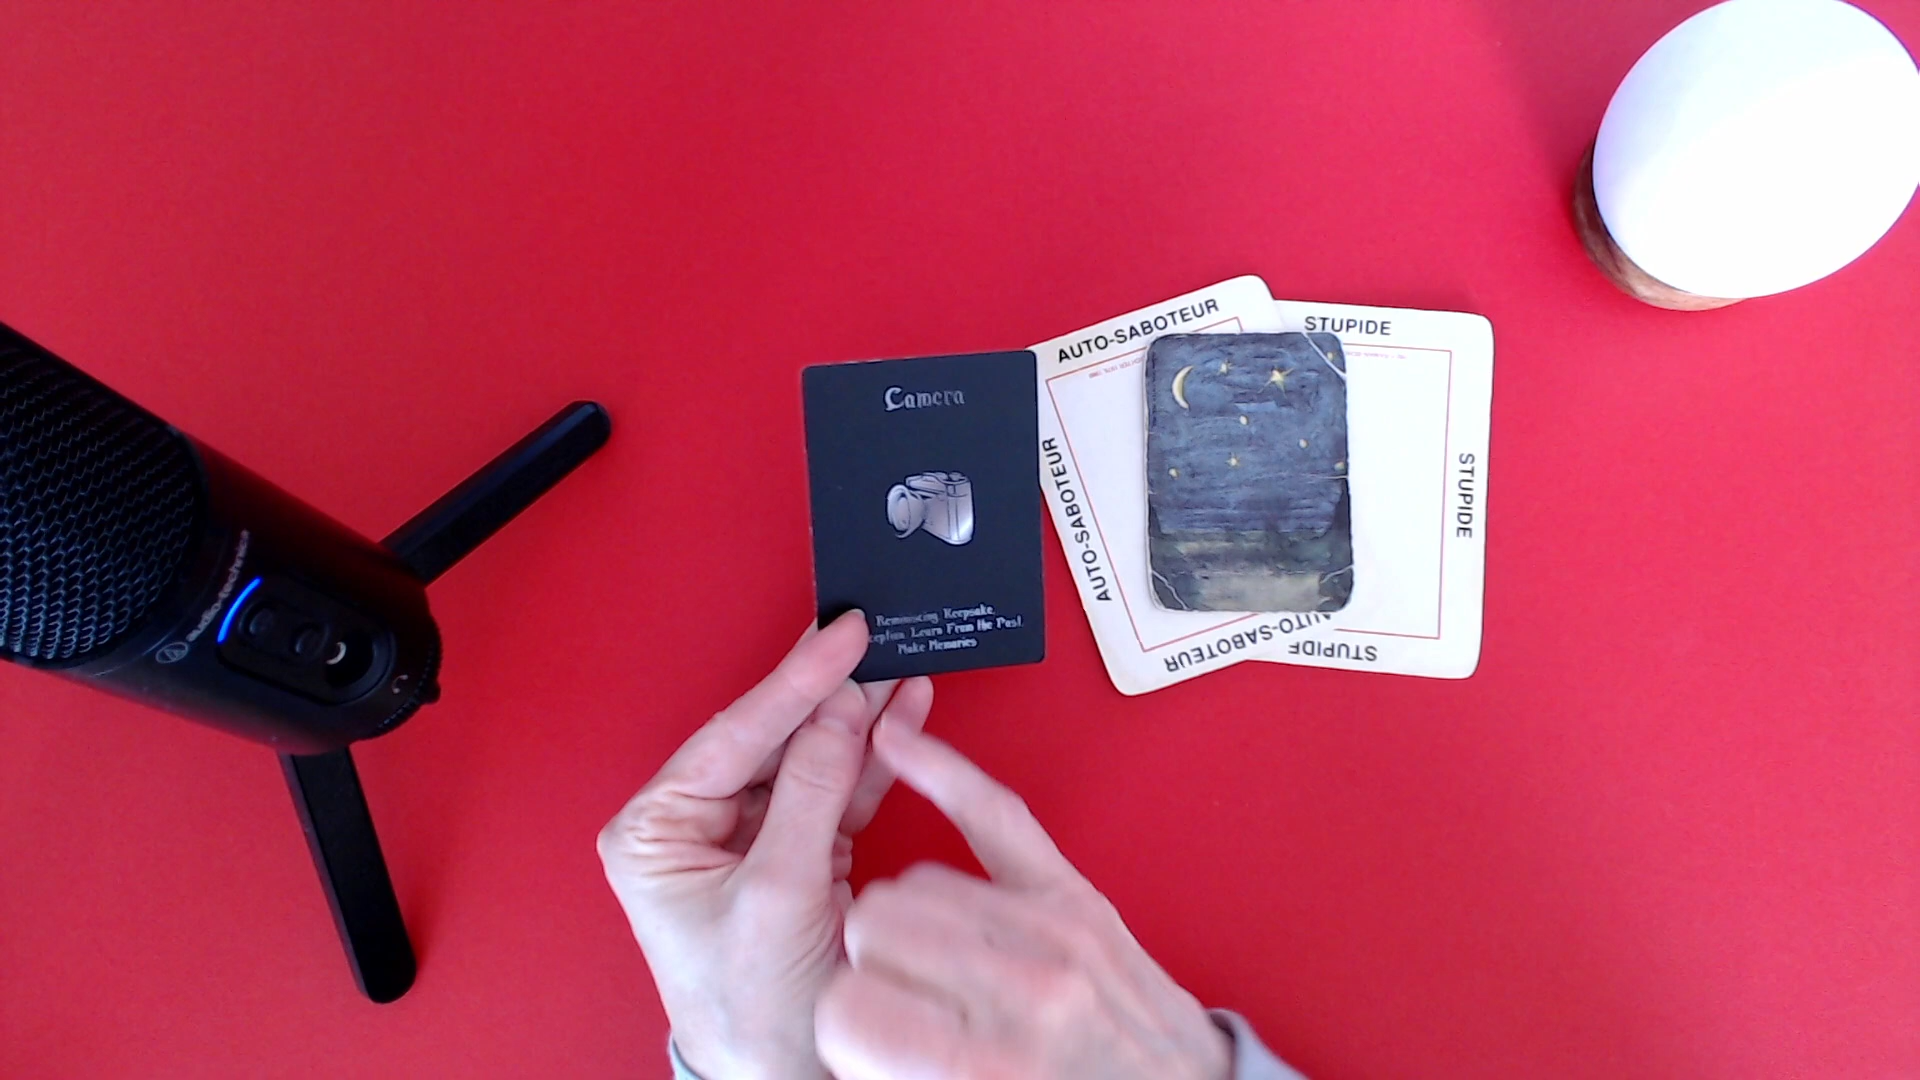 Camera
Reminiscing Keepsake,
Learn From the Past,
Make Memories
AUTO-SABOTEUR
AUTO-SABOTEUR
AUTO-SABOTEUR
STUPIDE
STUPIDE
STUPIDE
audio-technica